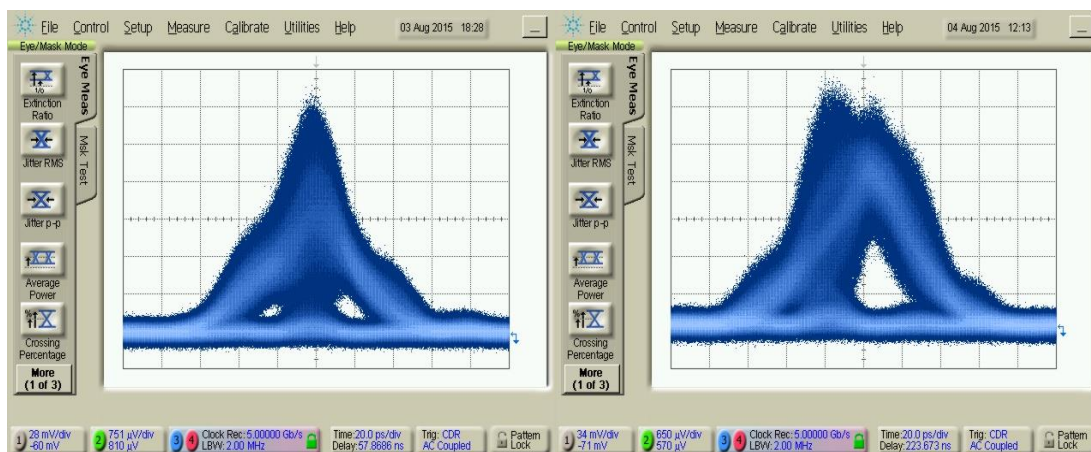 File Control Setup Measure Calibrate Utilities Help 03 Aug 2015 18:28
Eye/Mask Mode
Eye Meas
Msk Test
Extinction
Ratio
Jitter RMS
Jitter p-p
Average
Power
Crossing
Percentage
More
(1 of 3)
1 28 mV/div 2 751 µV/div 3 4 Clock Rec:5.00000 Gb/s Time:20.0 ps/div Trig: CDR Pattern
-60 mV 810 µV LBW: 2.00 MHz Delay:57.8686 ns AC Coupled Lock
File Control Setup Measure Calibrate Utilities Help 04 Aug 2015 12:13
Eye/Mask Mode
Eye Meas
Msk Test
Extinction
Ratio
Jitter RMS
Jitter p-p
Average
Power
Crossing
Percentage
More
(1 of 3)
1 34 mV/div 2 650 µV/div 3 4 Clock Rec:5.00000 Gb/s Time:20.0 ps/div Trig: CDR Pattern
-71 mV 570 µV LBW: 2.00 MHz Delay:223.673 ns AC Coupled Lock